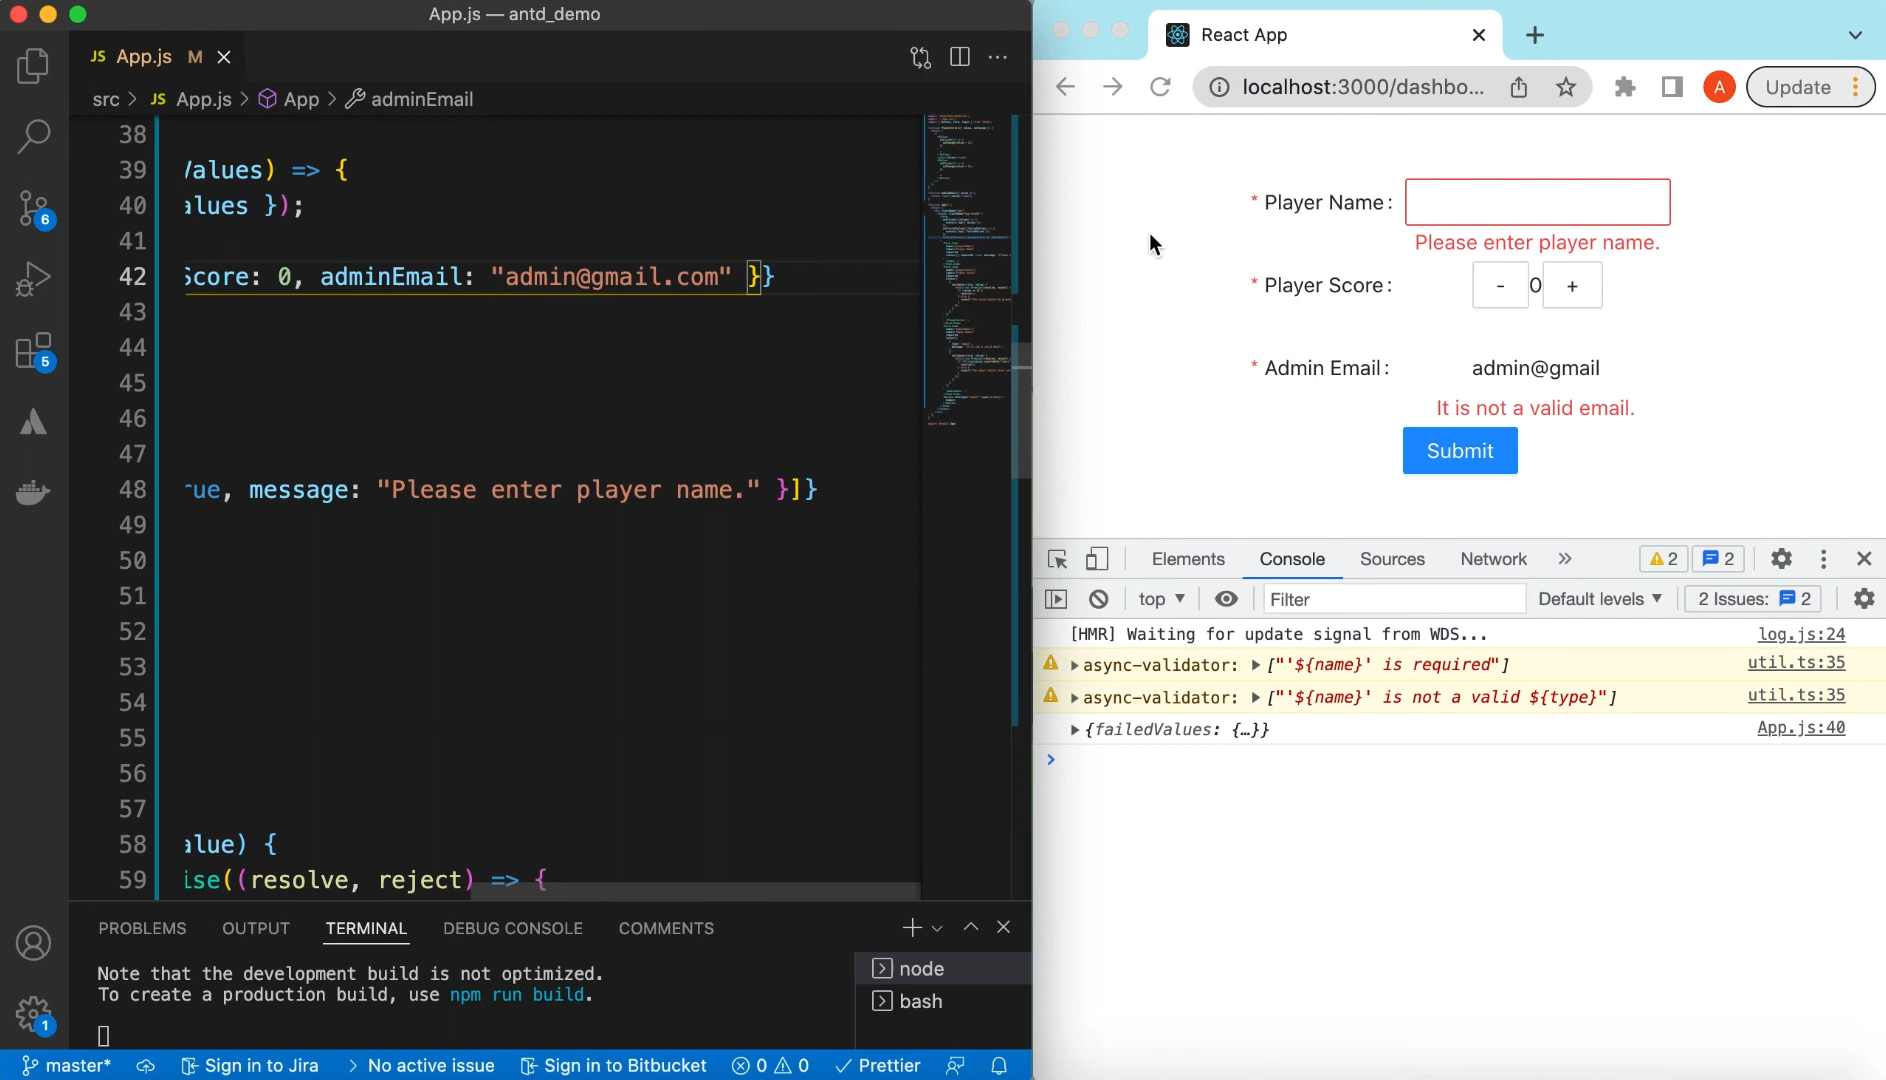 App.js — antd_demo
JS App.js M
src > JS App.js > App > adminEmail
38
39 Values) => {
40 alues });
41
42 Score: 0, adminEmail: "admin@gmail.com" }}
43
44
45
46
47
48 rue, message: "Please enter player name." }]}
49
50
51
52
53
54
55
56
57
58 alue) {
59 ise((resolve, reject) => {
6
5
1
PROBLEMS OUTPUT TERMINAL DEBUG CONSOLE COMMENTS
Note that the development build is not optimized.
To create a production build, use npm run build.
node
bash
master* Sign in to Jira No active issue Sign in to Bitbucket 0 0 Prettier
React App
localhost:3000/dashbo... A Update
* Player Name:
Please enter player name.
* Player Score: - 0 +
* Admin Email: admin@gmail
It is not a valid email.
Submit
Elements Console Sources Network » 2 2
top ▼ Filter Default levels ▼ 2 Issues: 2
[HMR] Waiting for update signal from WDS... log.js:24
▶ async-validator: ▶ ["'${name}' is required"] util.ts:35
▶ async-validator: ▶ ["'${name}' is not a valid ${type}"] util.ts:35
▶ {failedValues: {…}} App.js:40
>